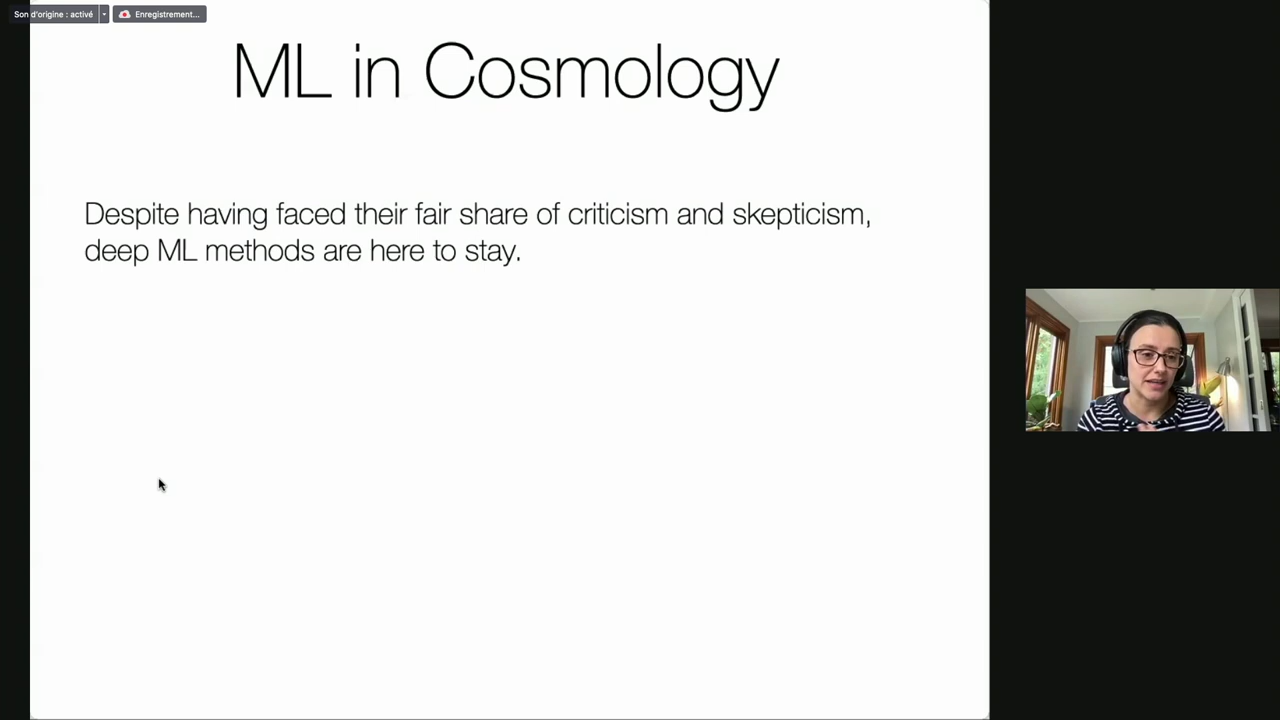 Son d'origine : activé
Enregistrement...
ML in Cosmology
Despite having faced their fair share of criticism and skepticism,
deep ML methods are here to stay.